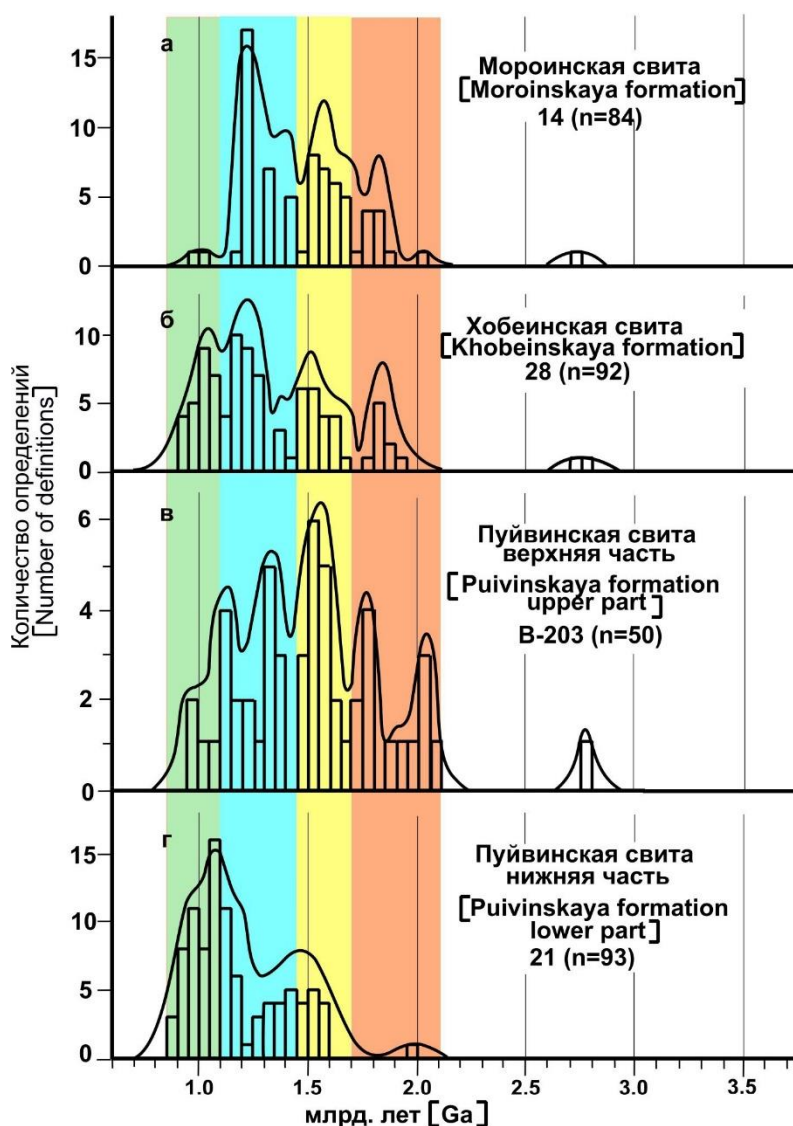 Количество определений
[Number of definitions]
а
15
10
5
0
Мороинская свита
[Moroinskaya formation]
14 (n=84)
б
10
5
0
Хобеинская свита
[Khobeinskaya formation]
28 (n=92)
в
6
4
2
0
Пуйвинская свита
верхняя часть
[Puivinskaya formation
upper part]
В-203 (n=50)
г
15
10
5
0
Пуйвинская свита
нижняя часть
[Puivinskaya formation
lower part]
21 (n=93)
1.0 1.5 2.0 2.5 3.0 3.5
млрд. лет [Ga]